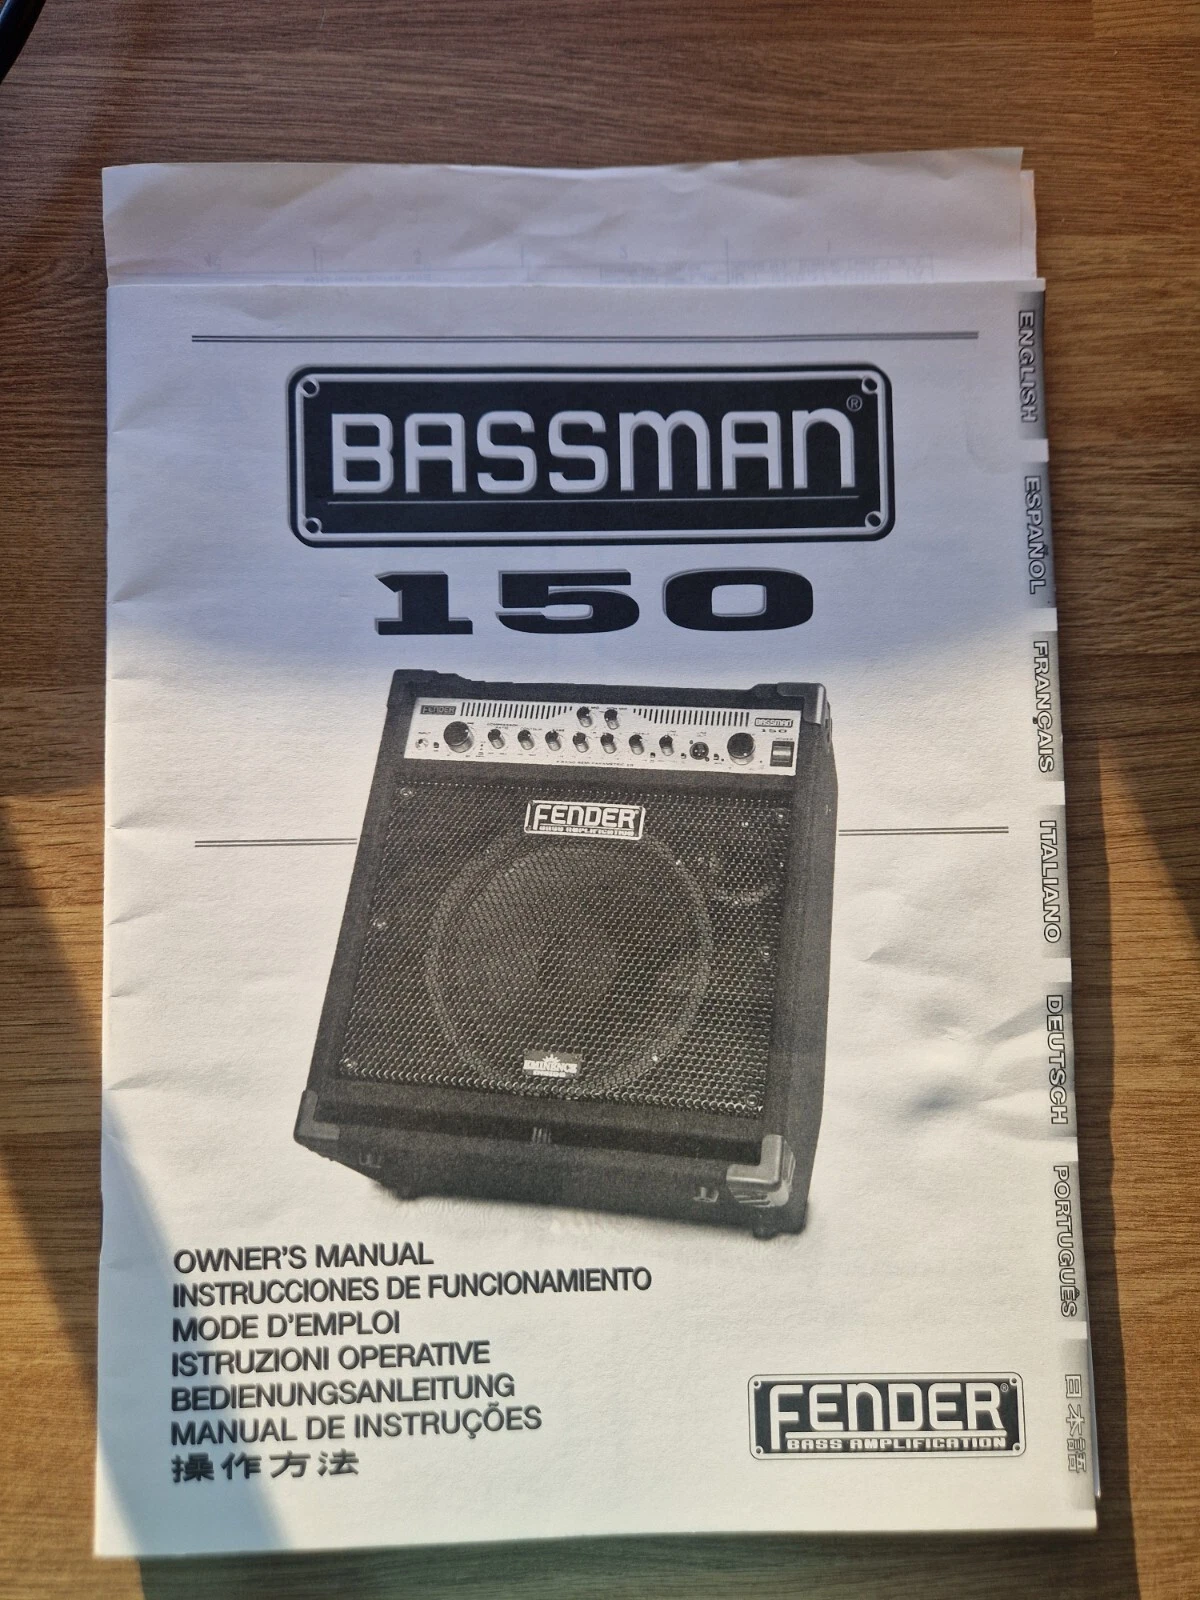 BASSMAN®
150
FENDER
BASSMAN
150
FENDER
BASS AMPLIFICATION
EMINENCE
OWNER'S MANUAL
INSTRUCCIONES DE FUNCIONAMIENTO
MODE D'EMPLOI
ISTRUZIONI OPERATIVE
BEDIENUNGSANLEITUNG
MANUAL DE INSTRUÇÕES
操作方法
FENDER®
BASS AMPLIFICATION
ENGLISH
ESPAÑOL
FRANÇAIS
ITALIANO
DEUTSCH
PORTUGUÊS
日本語